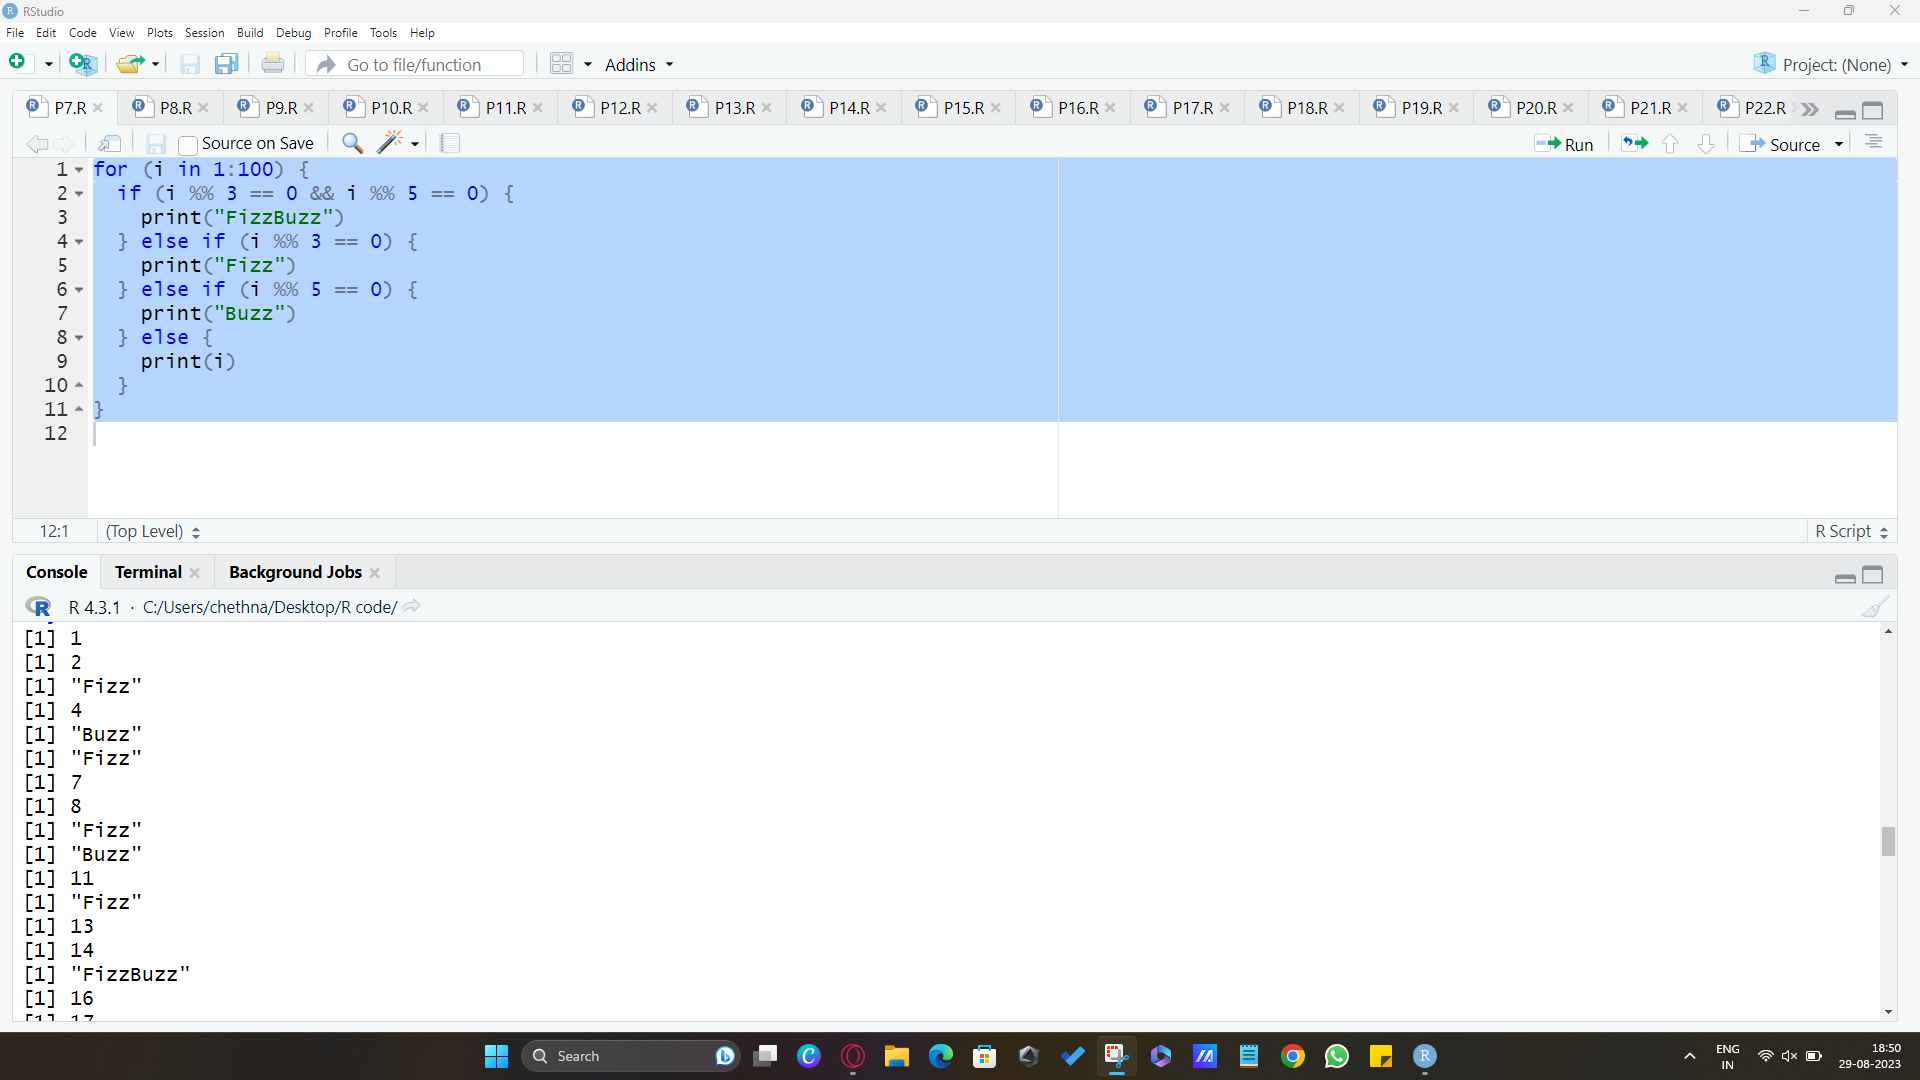 RStudio
File Edit Code View Plots Session Build Debug Profile Tools Help
Go to file/function Addins Project: (None)
P7.R P8.R P9.R P10.R P11.R P12.R P13.R P14.R P15.R P16.R P17.R P18.R P19.R P20.R P21.R P22.R
Source on Save Run Source
1 for (i in 1:100) {
2 if (i %% 3 == 0 && i %% 5 == 0) {
3 print("FizzBuzz")
4 } else if (i %% 3 == 0) {
5 print("Fizz")
6 } else if (i %% 5 == 0) {
7 print("Buzz")
8 } else {
9 print(i)
10 }
11 }
12
12:1 (Top Level) R Script
Console Terminal Background Jobs
R 4.3.1 · C:/Users/chethna/Desktop/R code/
[1] 1
[1] 2
[1] "Fizz"
[1] 4
[1] "Buzz"
[1] "Fizz"
[1] 7
[1] 8
[1] "Fizz"
[1] "Buzz"
[1] 11
[1] "Fizz"
[1] 13
[1] 14
[1] "FizzBuzz"
[1] 16
[1] 17
Search ENG 18:50
IN 29-08-2023